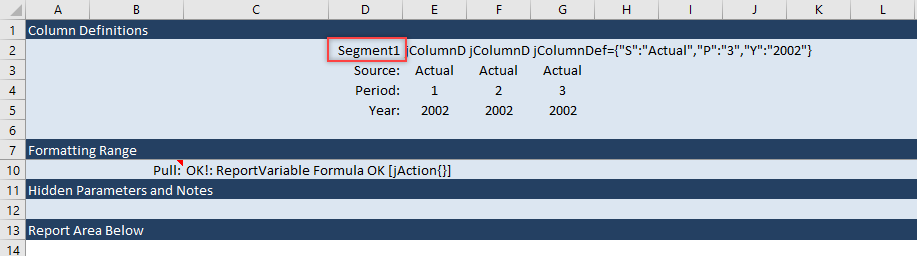 A B C D E F G H I J K L
1 Column Definitions
2 Segment1 jColumnD jColumnD jColumnDef={"S":"Actual","P":"3","Y":"2002"}
3 Source: Actual Actual Actual
4 Period: 1 2 3
5 Year: 2002 2002 2002
6
7 Formatting Range
10 Pull: OK!: ReportVariable Formula OK [jAction{}]
11 Hidden Parameters and Notes
12
13 Report Area Below
14